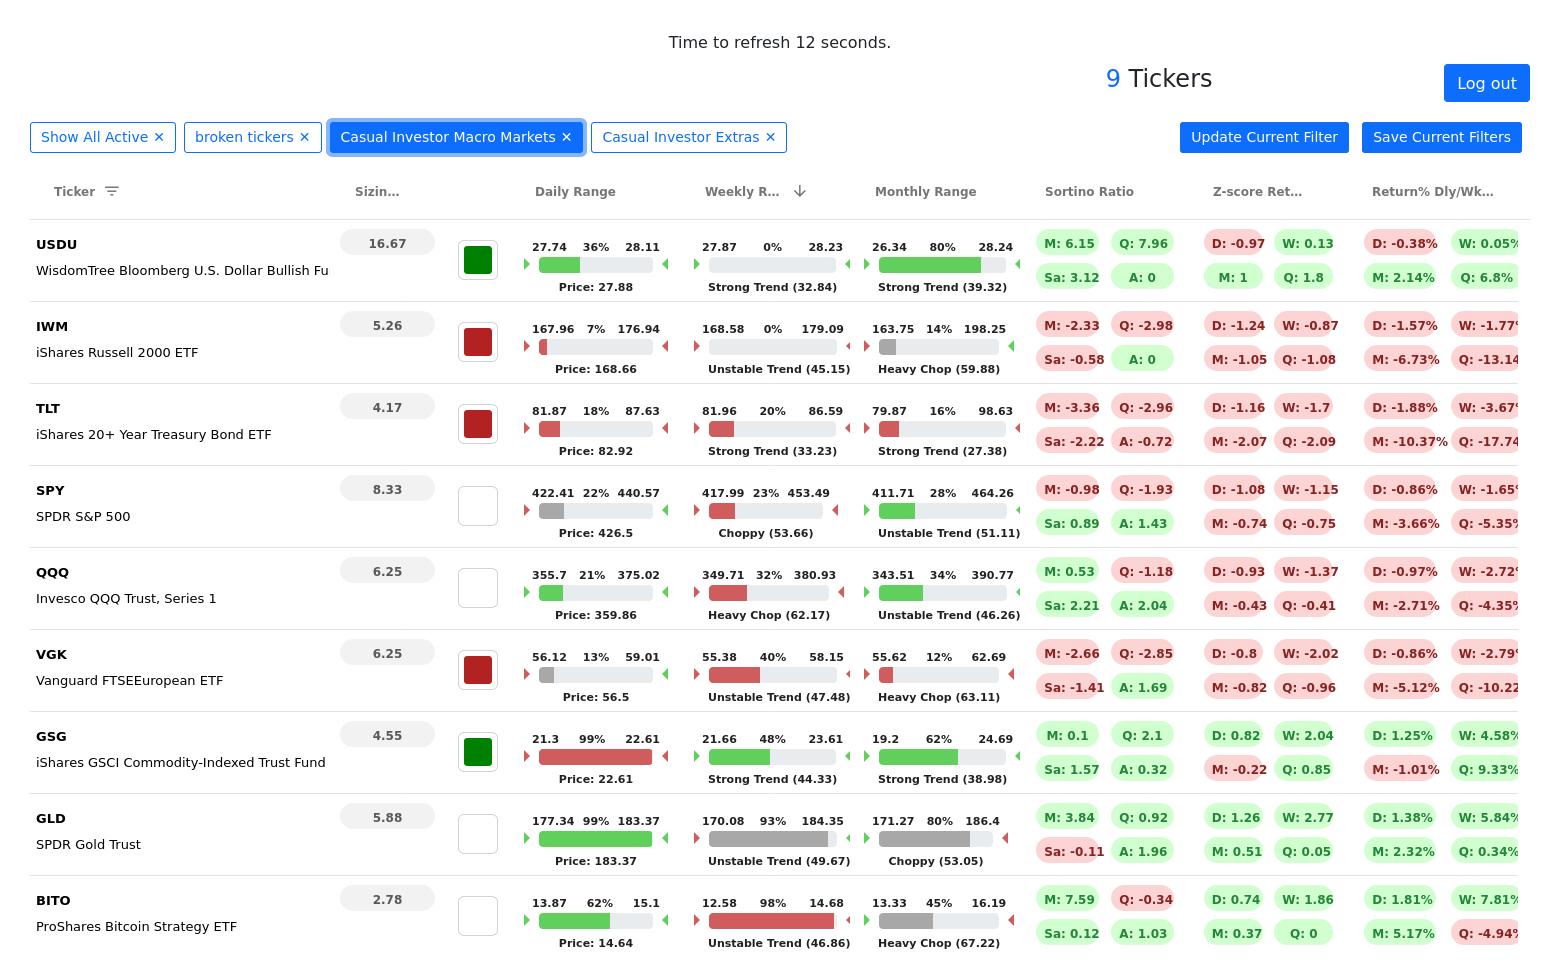 Time to refresh 12 seconds.
9 Tickers
Log out
Show All Active ✕ broken tickers ✕ Casual Investor Macro Markets ✕ Casual Investor Extras ✕ Update Current Filter Save Current Filters
Ticker Sizin... Daily Range Weekly R... Monthly Range Sortino Ratio Z-score Ret... Return% Dly/Wk...
USDU 16.67 27.74 36% 28.11 27.87 0% 28.23 26.34 80% 28.24 M: 6.15 Q: 7.96 D: -0.97 W: 0.13 D: -0.38% W: 0.05%
WisdomTree Bloomberg U.S. Dollar Bullish Fu Price: 27.88 Strong Trend (32.84) Strong Trend (39.32) Sa: 3.12 A: 0 M: 1 Q: 1.8 M: 2.14% Q: 6.8%
IWM 5.26 167.96 7% 176.94 168.58 0% 179.09 163.75 14% 198.25 M: -2.33 Q: -2.98 D: -1.24 W: -0.87 D: -1.57% W: -1.77%
iShares Russell 2000 ETF Price: 168.66 Unstable Trend (45.15) Heavy Chop (59.88) Sa: -0.58 A: 0 M: -1.05 Q: -1.08 M: -6.73% Q: -13.14
TLT 4.17 81.87 18% 87.63 81.96 20% 86.59 79.87 16% 98.63 M: -3.36 Q: -2.96 D: -1.16 W: -1.7 D: -1.88% W: -3.67%
iShares 20+ Year Treasury Bond ETF Price: 82.92 Strong Trend (33.23) Strong Trend (27.38) Sa: -2.22 A: -0.72 M: -2.07 Q: -2.09 M: -10.37% Q: -17.74
SPY 8.33 422.41 22% 440.57 417.99 23% 453.49 411.71 28% 464.26 M: -0.98 Q: -1.93 D: -1.08 W: -1.15 D: -0.86% W: -1.65%
SPDR S&P 500 Price: 426.5 Choppy (53.66) Unstable Trend (51.11) Sa: 0.89 A: 1.43 M: -0.74 Q: -0.75 M: -3.66% Q: -5.35%
QQQ 6.25 355.7 21% 375.02 349.71 32% 380.93 343.51 34% 390.77 M: 0.53 Q: -1.18 D: -0.93 W: -1.37 D: -0.97% W: -2.72%
Invesco QQQ Trust, Series 1 Price: 359.86 Heavy Chop (62.17) Unstable Trend (46.26) Sa: 2.21 A: 2.04 M: -0.43 Q: -0.41 M: -2.71% Q: -4.35%
VGK 6.25 56.12 13% 59.01 55.38 40% 58.15 55.62 12% 62.69 M: -2.66 Q: -2.85 D: -0.8 W: -2.02 D: -0.86% W: -2.79%
Vanguard FTSEEuropean ETF Price: 56.5 Unstable Trend (47.48) Heavy Chop (63.11) Sa: -1.41 A: 1.69 M: -0.82 Q: -0.96 M: -5.12% Q: -10.22
GSG 4.55 21.3 99% 22.61 21.66 48% 23.61 19.2 62% 24.69 M: 0.1 Q: 2.1 D: 0.82 W: 2.04 D: 1.25% W: 4.58%
iShares GSCI Commodity-Indexed Trust Fund Price: 22.61 Strong Trend (44.33) Strong Trend (38.98) Sa: 1.57 A: 0.32 M: -0.22 Q: 0.85 M: -1.01% Q: 9.33%
GLD 5.88 177.34 99% 183.37 170.08 93% 184.35 171.27 80% 186.4 M: 3.84 Q: 0.92 D: 1.26 W: 2.77 D: 1.38% W: 5.84%
SPDR Gold Trust Price: 183.37 Unstable Trend (49.67) Choppy (53.05) Sa: -0.11 A: 1.96 M: 0.51 Q: 0.05 M: 2.32% Q: 0.34%
BITO 2.78 13.87 62% 15.1 12.58 98% 14.68 13.33 45% 16.19 M: 7.59 Q: -0.34 D: 0.74 W: 1.86 D: 1.81% W: 7.81%
ProShares Bitcoin Strategy ETF Price: 14.64 Unstable Trend (46.86) Heavy Chop (67.22) Sa: 0.12 A: 1.03 M: 0.37 Q: 0 M: 5.17% Q: -4.94%